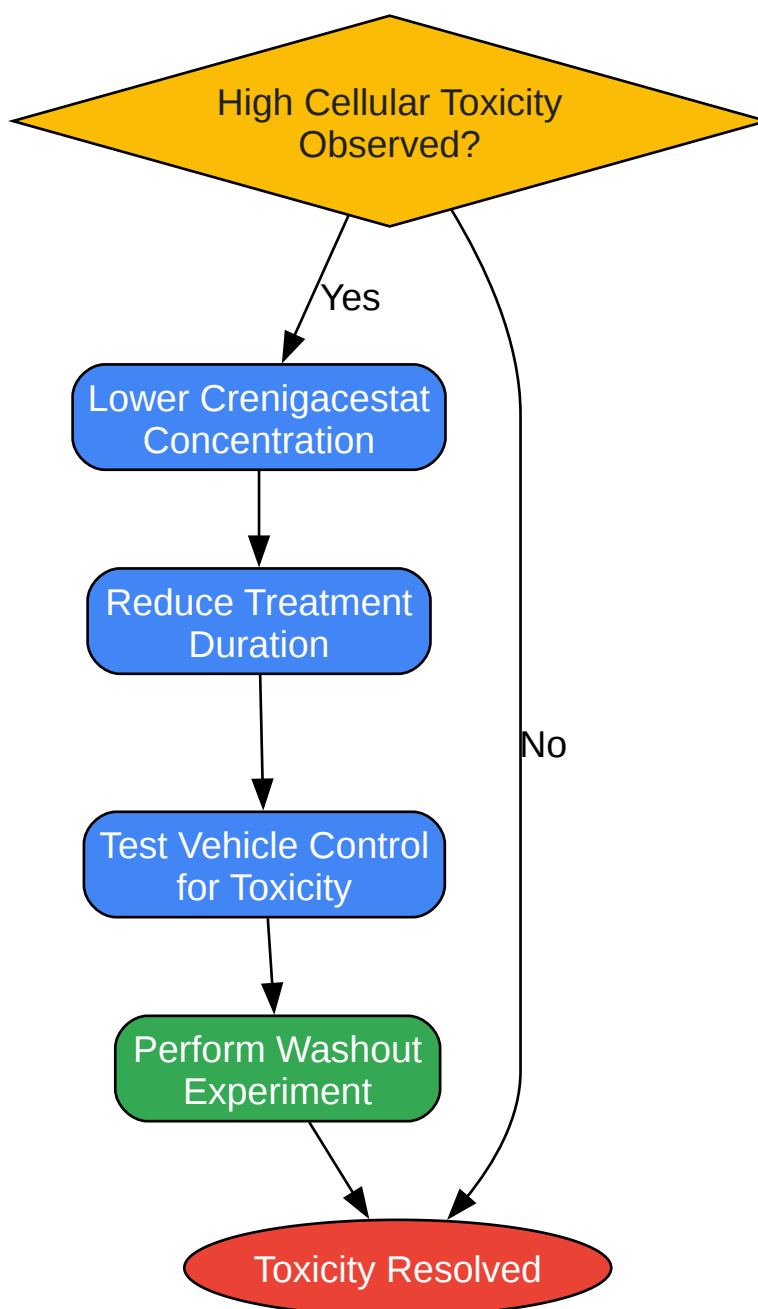 High Cellular Toxicity
Observed?
Yes
Lower Crenigacestat
Concentration
Reduce Treatment
Duration
No
Test Vehicle Control
for Toxicity
Perform Washout
Experiment
Toxicity Resolved